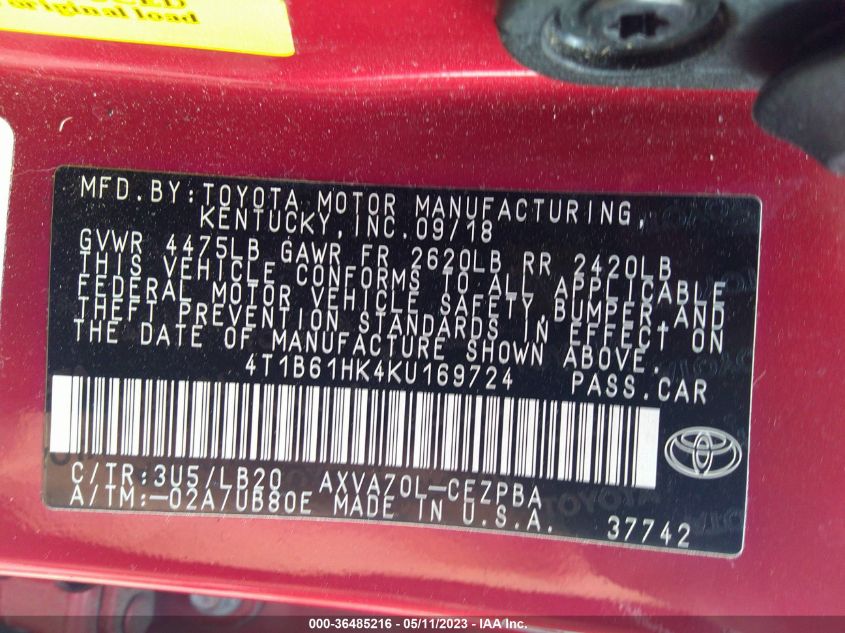 original load
MFD.BY:TOYOTA MOTOR MANUFACTURING,
KENTUCKY,INC.09/18
GVWR 4475LB GAWR FR 2620LB RR 2420LB
THIS VEHICLE CONFORMS TO ALL APPLICABLE
FEDERAL MOTOR VEHICLE SAFETY,BUMPER,AND
THEFT PREVENTION STANDARDS IN EFFECT ON
THE DATE OF MANUFACTURE SHOWN ABOVE.
4T1B61HK4KU169724 PASS.CAR
C/TR:3U5/LB20 AXVA70L-CEZPBA
A/TM:-02A7UB80E MADE IN U.S.A.
37742
000-36485216 - 05/11/2023 - IAA Inc.